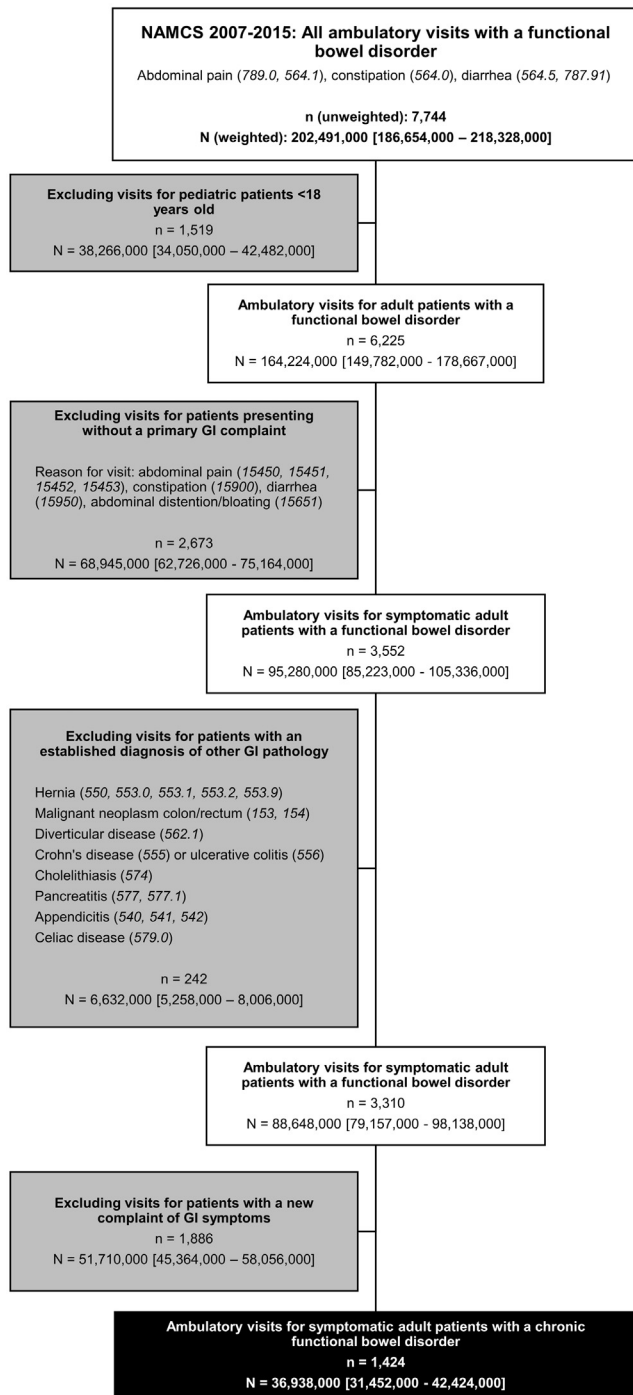 NAMCS 2007-2015: All ambulatory visits with a functional
bowel disorder
Abdominal pain (789.0, 564.1), constipation (564.0), diarrhea (564.5, 787.91)
n (unweighted): 7,744
N (weighted): 202,491,000 [186,654,000 – 218,328,000]
Excluding visits for pediatric patients <18
years old
n = 1,519
N = 38,266,000 [34,050,000 – 42,482,000]
Ambulatory visits for adult patients with a
functional bowel disorder
n = 6,225
N = 164,224,000 [149,782,000 - 178,667,000]
Excluding visits for patients presenting
without a primary GI complaint
Reason for visit: abdominal pain (15450, 15451,
15452, 15453), constipation (15900), diarrhea
(15950), abdominal distention/bloating (15651)
n = 2,673
N = 68,945,000 [62,726,000 - 75,164,000]
Ambulatory visits for symptomatic adult
patients with a functional bowel disorder
n = 3,552
N = 95,280,000 [85,223,000 - 105,336,000]
Excluding visits for patients with an
established diagnosis of other GI pathology
Hernia (550, 553.0, 553.1, 553.2, 553.9)
Malignant neoplasm colon/rectum (153, 154)
Diverticular disease (562.1)
Crohn's disease (555) or ulcerative colitis (556)
Cholelithiasis (574)
Pancreatitis (577, 577.1)
Appendicitis (540, 541, 542)
Celiac disease (579.0)
n = 242
N = 6,632,000 [5,258,000 – 8,006,000]
Ambulatory visits for symptomatic adult
patients with a functional bowel disorder
n = 3,310
N = 88,648,000 [79,157,000 - 98,138,000]
Excluding visits for patients with a new
complaint of GI symptoms
n = 1,886
N = 51,710,000 [45,364,000 – 58,056,000]
Ambulatory visits for symptomatic adult patients with a chronic
functional bowel disorder
n = 1,424
N = 36,938,000 [31,452,000 - 42,424,000]